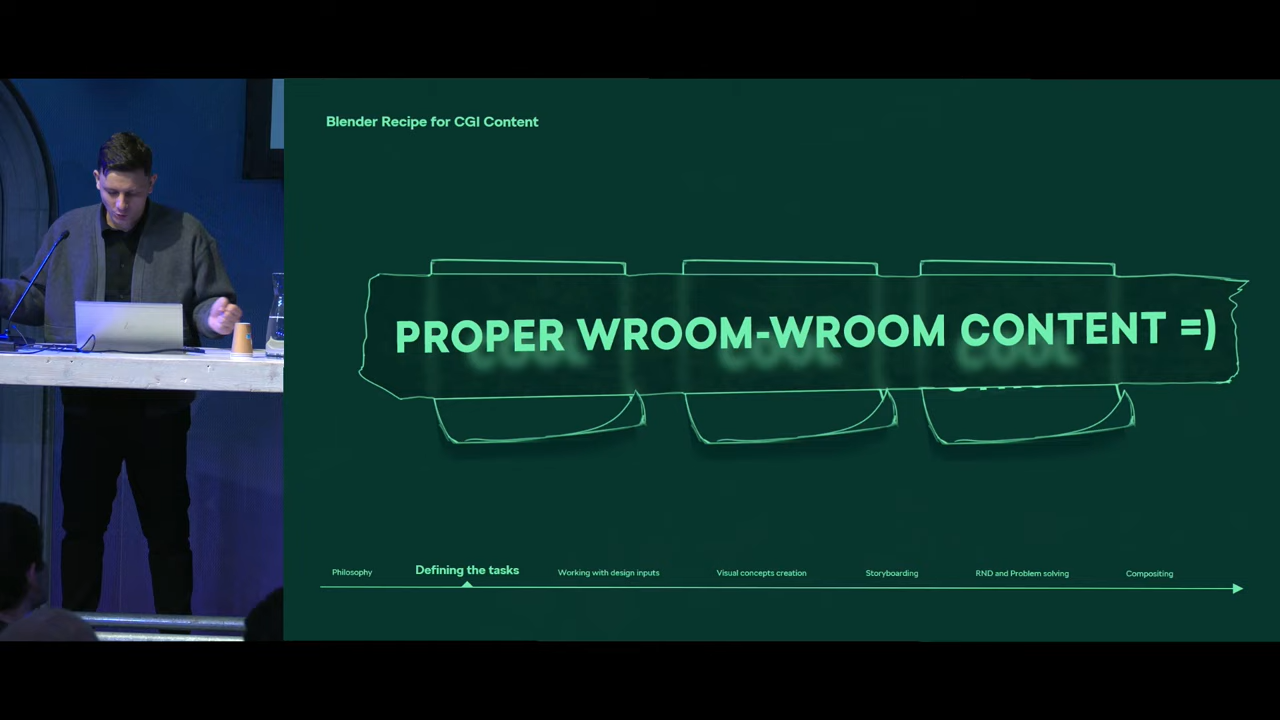 Blender Recipe for CGI Content
PROPER WROOM-WROOM CONTENT =)
Philosophy
Defining the tasks
Working with design inputs
Visual concepts creation
Storyboarding
RND and Problem solving
Compositing